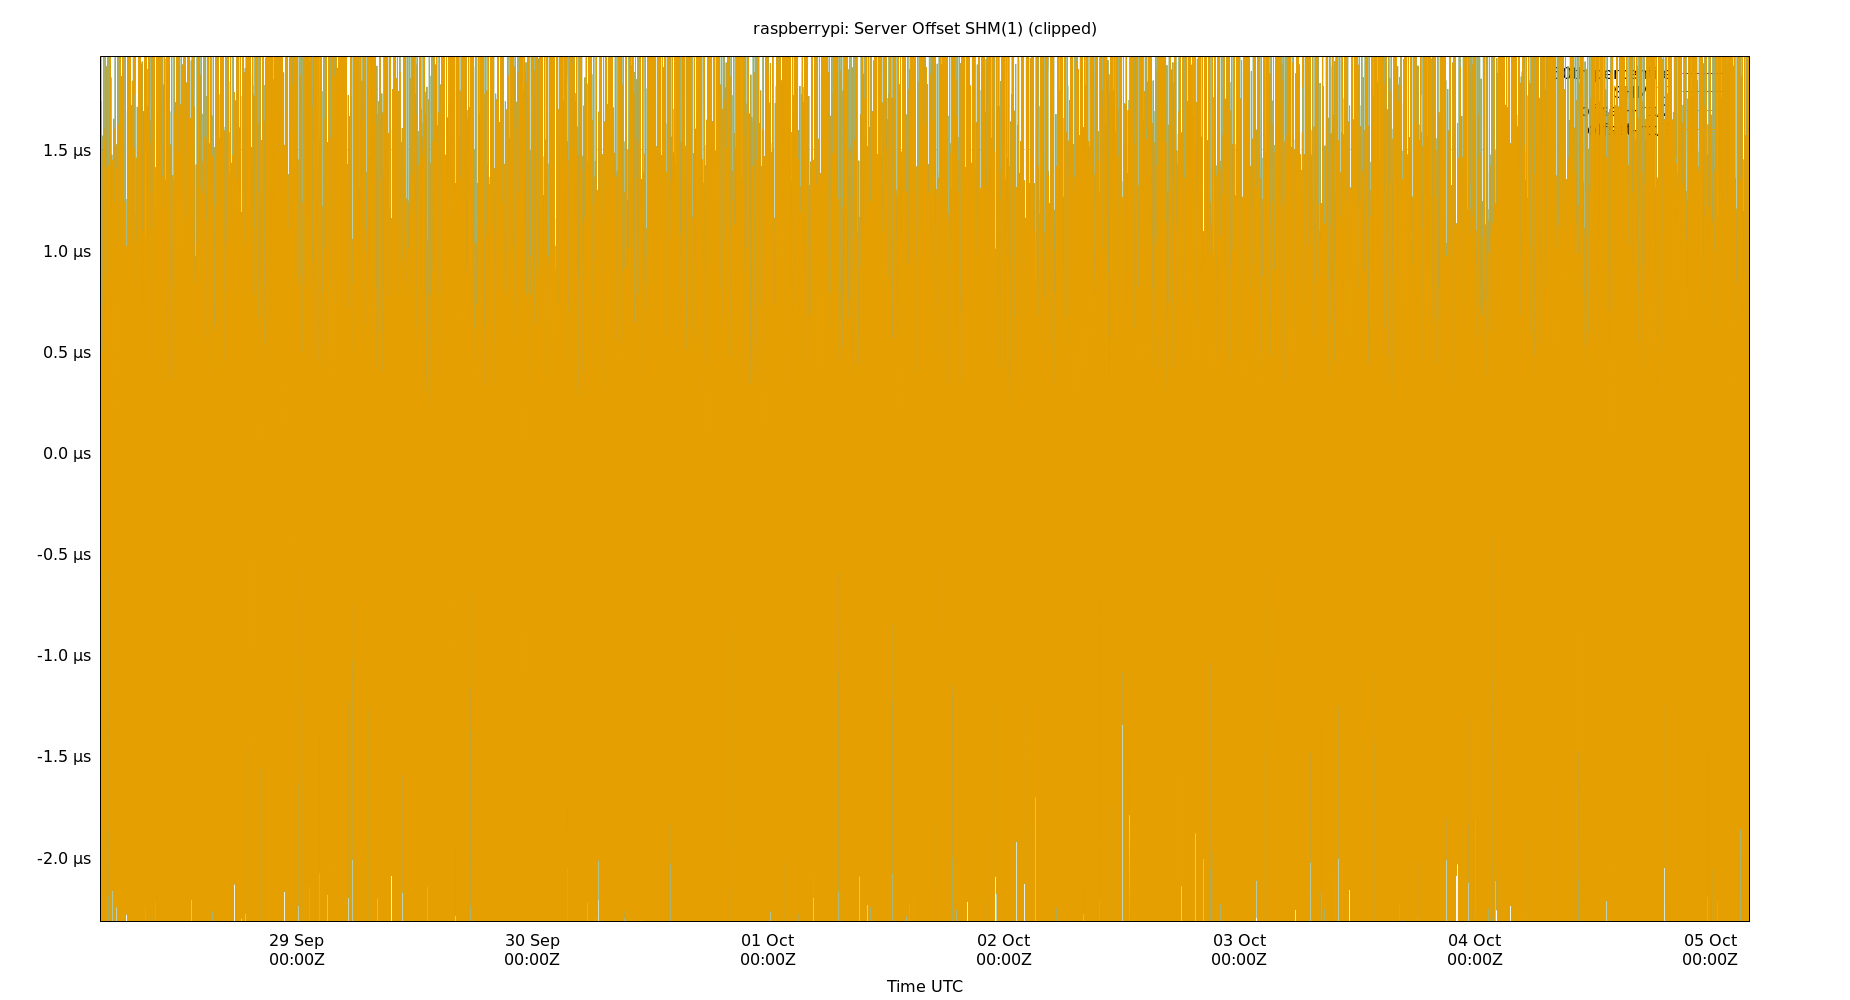 raspberrypi: Server Offset SHM(1) (clipped)
1.5 µs
1.0 µs
0.5 µs
0.0 µs
-0.5 µs
-1.0 µs
-1.5 µs
-2.0 µs
29 Sep 30 Sep 01 Oct 02 Oct 03 Oct 04 Oct 05 Oct
00:00Z 00:00Z 00:00Z 00:00Z 00:00Z 00:00Z 00:00Z
Time UTC